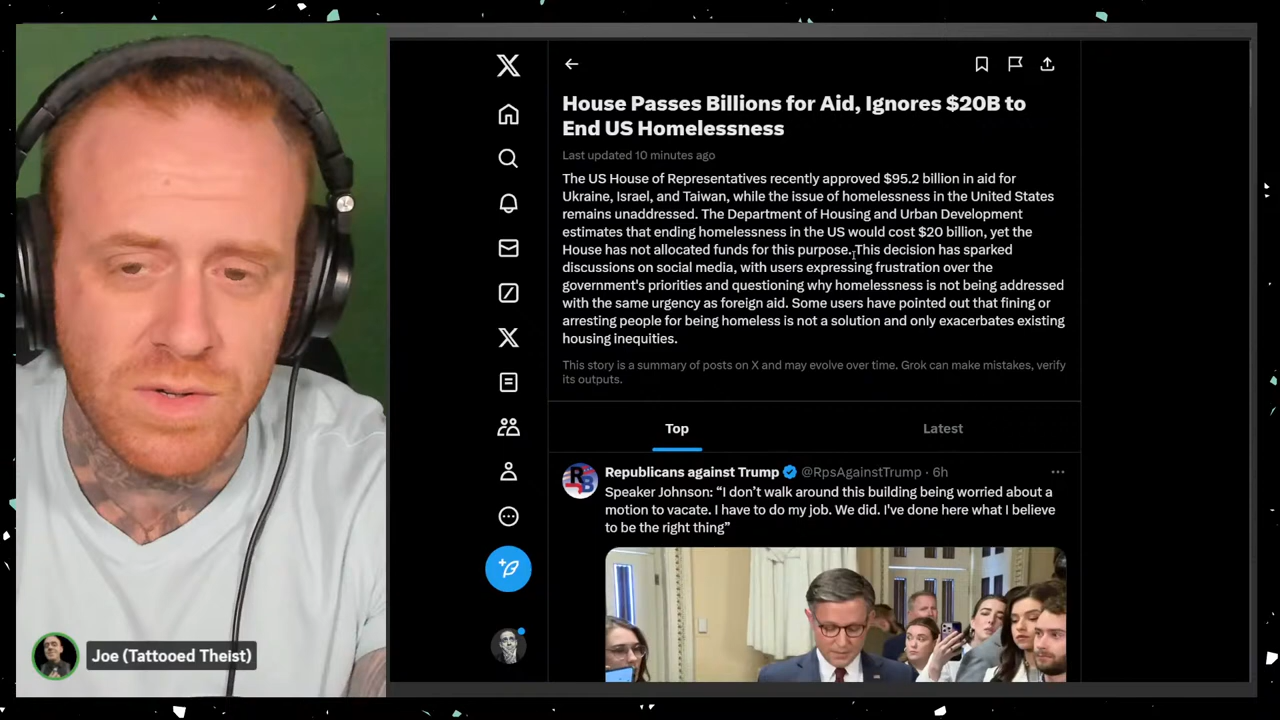 House Passes Billions for Aid, Ignores $20B to
End US Homelessness
Last updated 10 minutes ago
The US House of Representatives recently approved $95.2 billion in aid for
Ukraine, Israel, and Taiwan, while the issue of homelessness in the United States
remains unaddressed. The Department of Housing and Urban Development
estimates that ending homelessness in the US would cost $20 billion, yet the
House has not allocated funds for this purpose. This decision has sparked
discussions on social media, with users expressing frustration over the
government's priorities and questioning why homelessness is not being addressed
with the same urgency as foreign aid. Some users have pointed out that fining or
arresting people for being homeless is not a solution and only exacerbates existing
housing inequities.
This story is a summary of posts on X and may evolve over time. Grok can make mistakes, verify
its outputs.
Top
Latest
Republicans against Trump @RpsAgainstTrump · 6h
Speaker Johnson: “I don’t walk around this building being worried about a
motion to vacate. I have to do my job. We did. I've done here what I believe
to be the right thing”
Joe (Tattooed Theist)